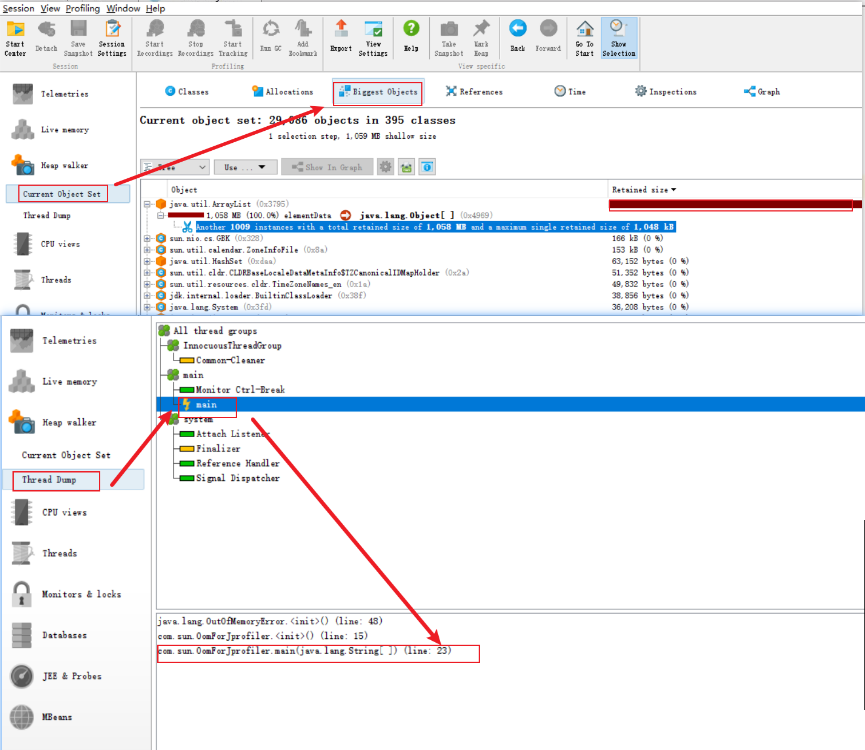 Session View Profiling Window Help
Start Center Detach Save Snapshot Session Settings Start Recordings Stop Recordings Start Tracking Run GC Add Bookmark Export View Settings Help Take Snapshot Mark Heap Back Forward Go To Start Show Selection
Session Profiling View specific
Telemetries
Live memory
Heap walker
Current Object Set
Thread Dump
CPU views
Threads
Classes Allocations Biggest Objects References Time Inspections Graph
Current object set: 29,086 objects in 395 classes
1 selection step, 1,059 MB shallow size
Tree Use ... Show In Graph
Object Retained size
java.util.ArrayList (0x3795)
1,058 MB (100.0%) elementData java.lang.Object[ ] (0x4969)
Another 1009 instances with a total retained size of 1,058 MB and a maximum single retained size of 1,048 kB
sun.nio.cs.GBK (0x328) 166 kB (0 %)
sun.util.calendar.ZoneInfoFile (0x8a) 153 kB (0 %)
java.util.HashSet (0xdaa) 63,152 bytes (0 %)
sun.util.cldr.CLDRBaseLocaleDataMetaInfo$TZCanonicalIDMapHolder (0x2a) 51,352 bytes (0 %)
sun.util.resources.cldr.TimeZoneNames_en (0x1a) 49,832 bytes (0 %)
jdk.internal.loader.BuiltinClassLoader (0x38f) 38,856 bytes (0 %)
java.lang.System (0x3fd) 36,208 bytes (0 %)
Telemetries
Live memory
Heap walker
Current Object Set
Thread Dump
CPU views
Threads
Monitors & locks
Databases
JEE & Probes
MBeans
All thread groups
InnocuousThreadGroup
Common-Cleaner
main
Monitor Ctrl-Break
main
system
Attach Listener
Finalizer
Reference Handler
Signal Dispatcher
java.lang.OutOfMemoryError.<init>() (line: 48)
com.sun.OomForJprofiler.<init>() (line: 15)
com.sun.OomForJprofiler.main(java.lang.String[ ]) (line: 23)